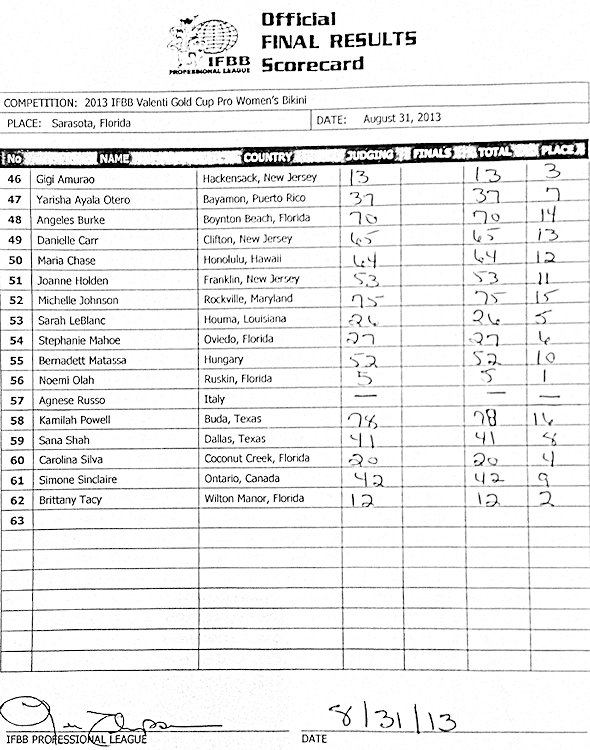 Official
FINAL RESULTS
Scorecard
IFBB
PROFESSIONAL LEAGUE
COMPETITION: 2013 IFBB Valenti Gold Cup Pro Women's Bikini
PLACE: Sarasota, Florida DATE: August 31, 2013
No NAME COUNTRY JUDGING FINALS TOTAL PLACE
46 Gigi Amurao Hackensack, New Jersey 13 13 3
47 Yarisha Ayala Otero Bayamon, Puerto Rico 37 37 7
48 Angeles Burke Boynton Beach, Florida 70 70 14
49 Danielle Carr Clifton, New Jersey 65 65 13
50 Maria Chase Honolulu, Hawaii 64 64 12
51 Joanne Holden Franklin, New Jersey 53 53 11
52 Michelle Johnson Rockville, Maryland 75 75 15
53 Sarah LeBlanc Houma, Louisiana 26 26 5
54 Stephanie Mahoe Oviedo, Florida 27 27 6
55 Bernadett Matassa Hungary 52 52 10
56 Noemi Olah Ruskin, Florida 5 5 1
57 Agnese Russo Italy — — —
58 Kamilah Powell Buda, Texas 78 78 16
59 Sana Shah Dallas, Texas 41 41 8
60 Carolina Silva Coconut Creek, Florida 20 20 4
61 Simone Sinclaire Ontario, Canada 42 42 9
62 Brittany Tacy Wilton Manor, Florida 12 12 2
63
8/31/13
IFBB PROFESSIONAL LEAGUE DATE